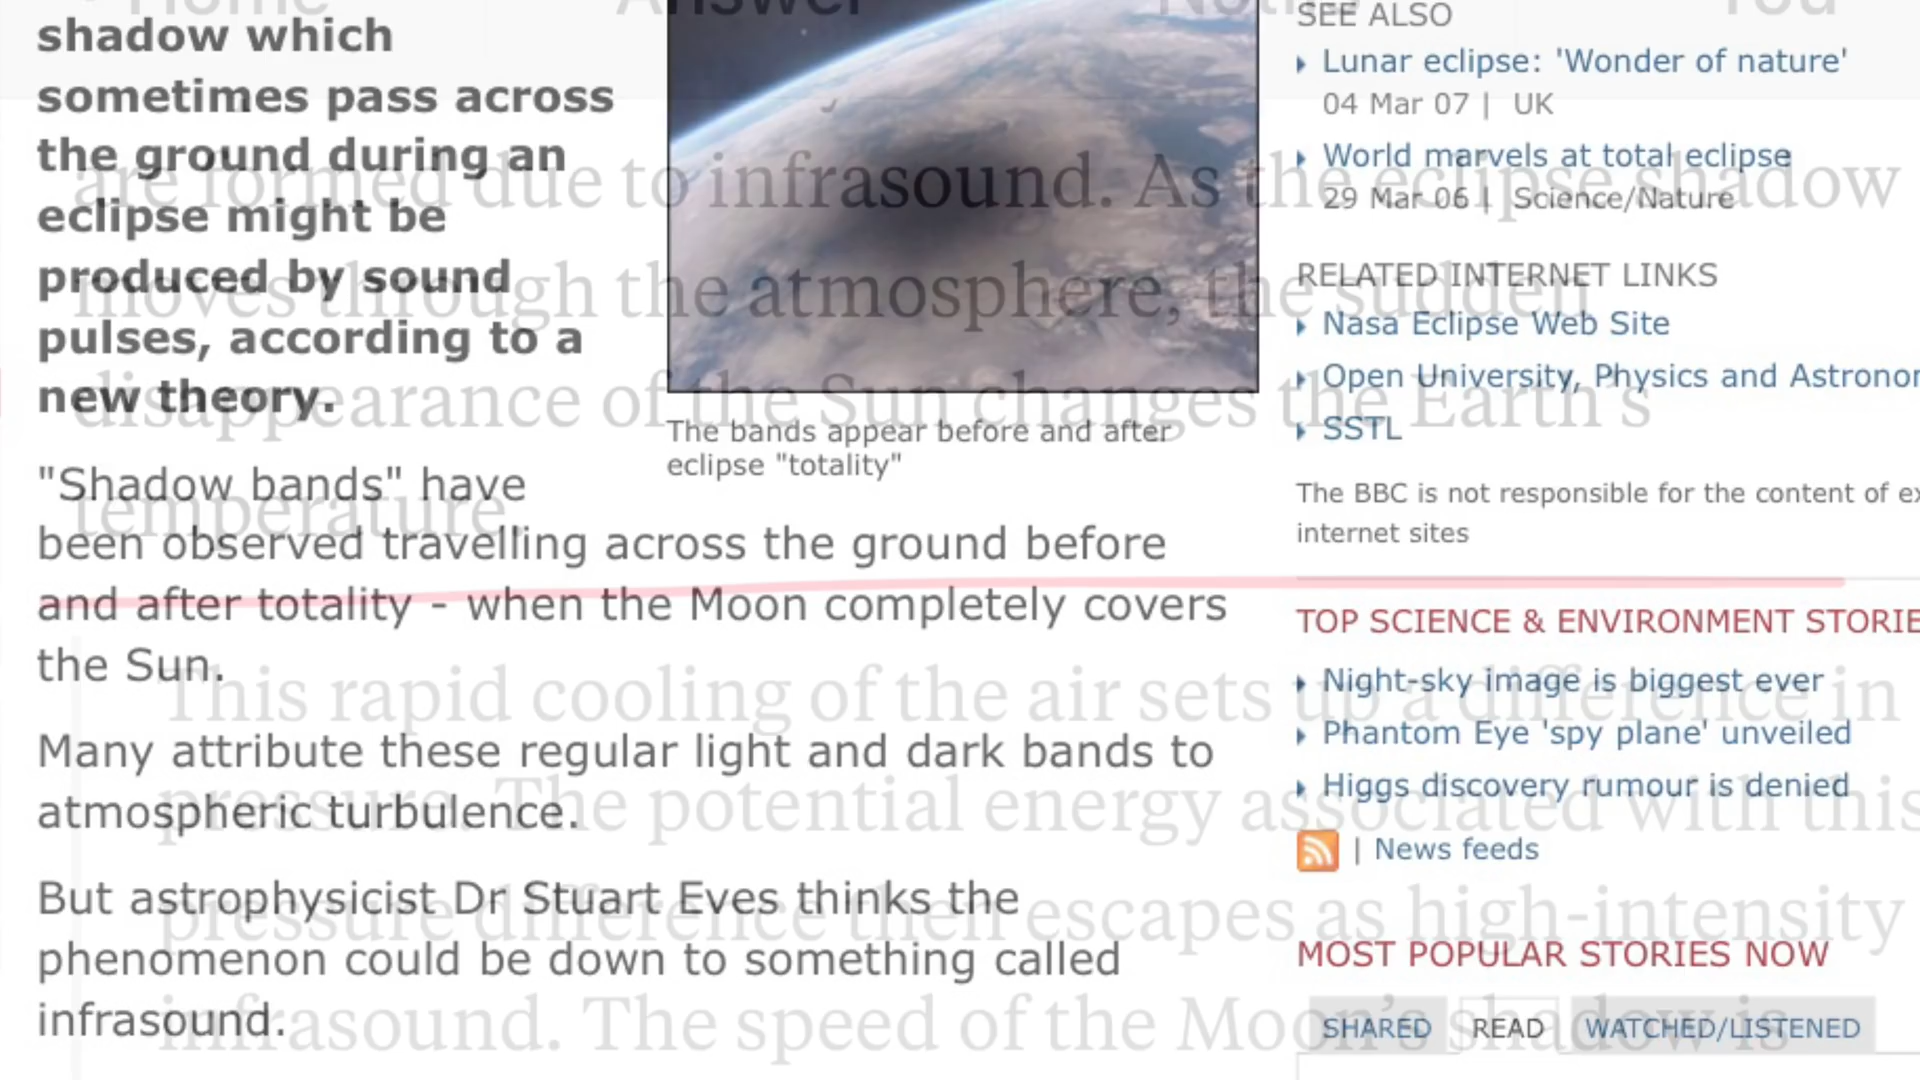 Home Answer You
shadow which
sometimes pass across
the ground during an
eclipse might be
produced by sound
pulses, according to a
new theory.
"Shadow bands" have
been observed travelling across the ground before
and after totality - when the Moon completely covers
the Sun.
Many attribute these regular light and dark bands to
atmospheric turbulence.
But astrophysicist Dr Stuart Eves thinks the
phenomenon could be down to something called
infrasound.
The bands appear before and after
eclipse "totality"
SEE ALSO
Lunar eclipse: 'Wonder of nature'
04 Mar 07 | UK
World marvels at total eclipse
29 Mar 06 | Science/Nature
RELATED INTERNET LINKS
Nasa Eclipse Web Site
Open University, Physics and Astronom
SSTL
The BBC is not responsible for the content of ex
internet sites
TOP SCIENCE & ENVIRONMENT STORIE
Night-sky image is biggest ever
Phantom Eye 'spy plane' unveiled
Higgs discovery rumour is denied
| News feeds
MOST POPULAR STORIES NOW
SHARED READ WATCHED/LISTENED
are formed due to infrasound. As the eclipse shadow
moves through the atmosphere, the sudden
disappearance of the Sun changes the Earth's
temperature.
This rapid cooling of the air sets up a difference in
pressure. The potential energy associated with this
pressure difference then escapes as high-intensity
infrasound. The speed of the Moon's shadow is